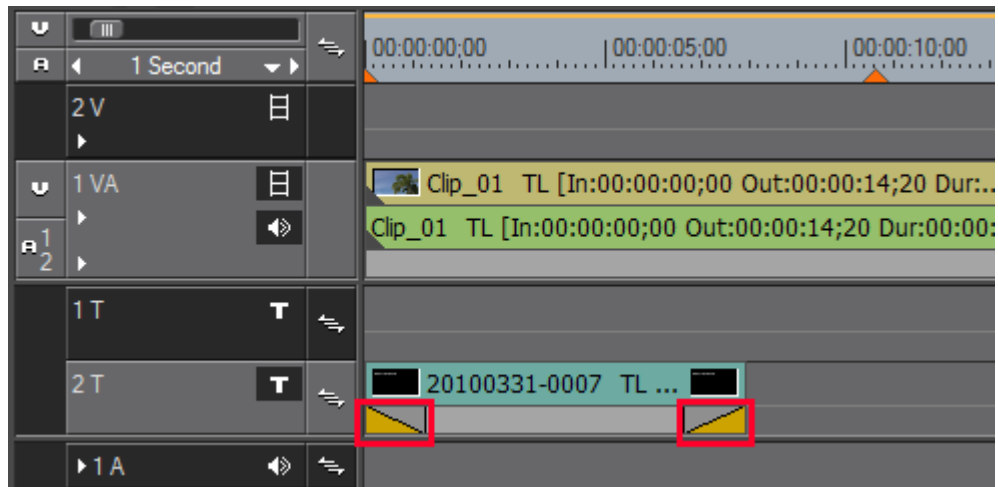 V
A
1 Second
00:00:00;00 00:00:05;00 00:00:10;00
2 V
V
1 VA
Clip_01 TL [In:00:00:00;00 Out:00:00:14;20 Dur:...
A 1 2
Clip_01 TL [In:00:00:00;00 Out:00:00:14;20 Dur:00:00:
1 T T
2 T T
20100331-0007 TL ...
1 A